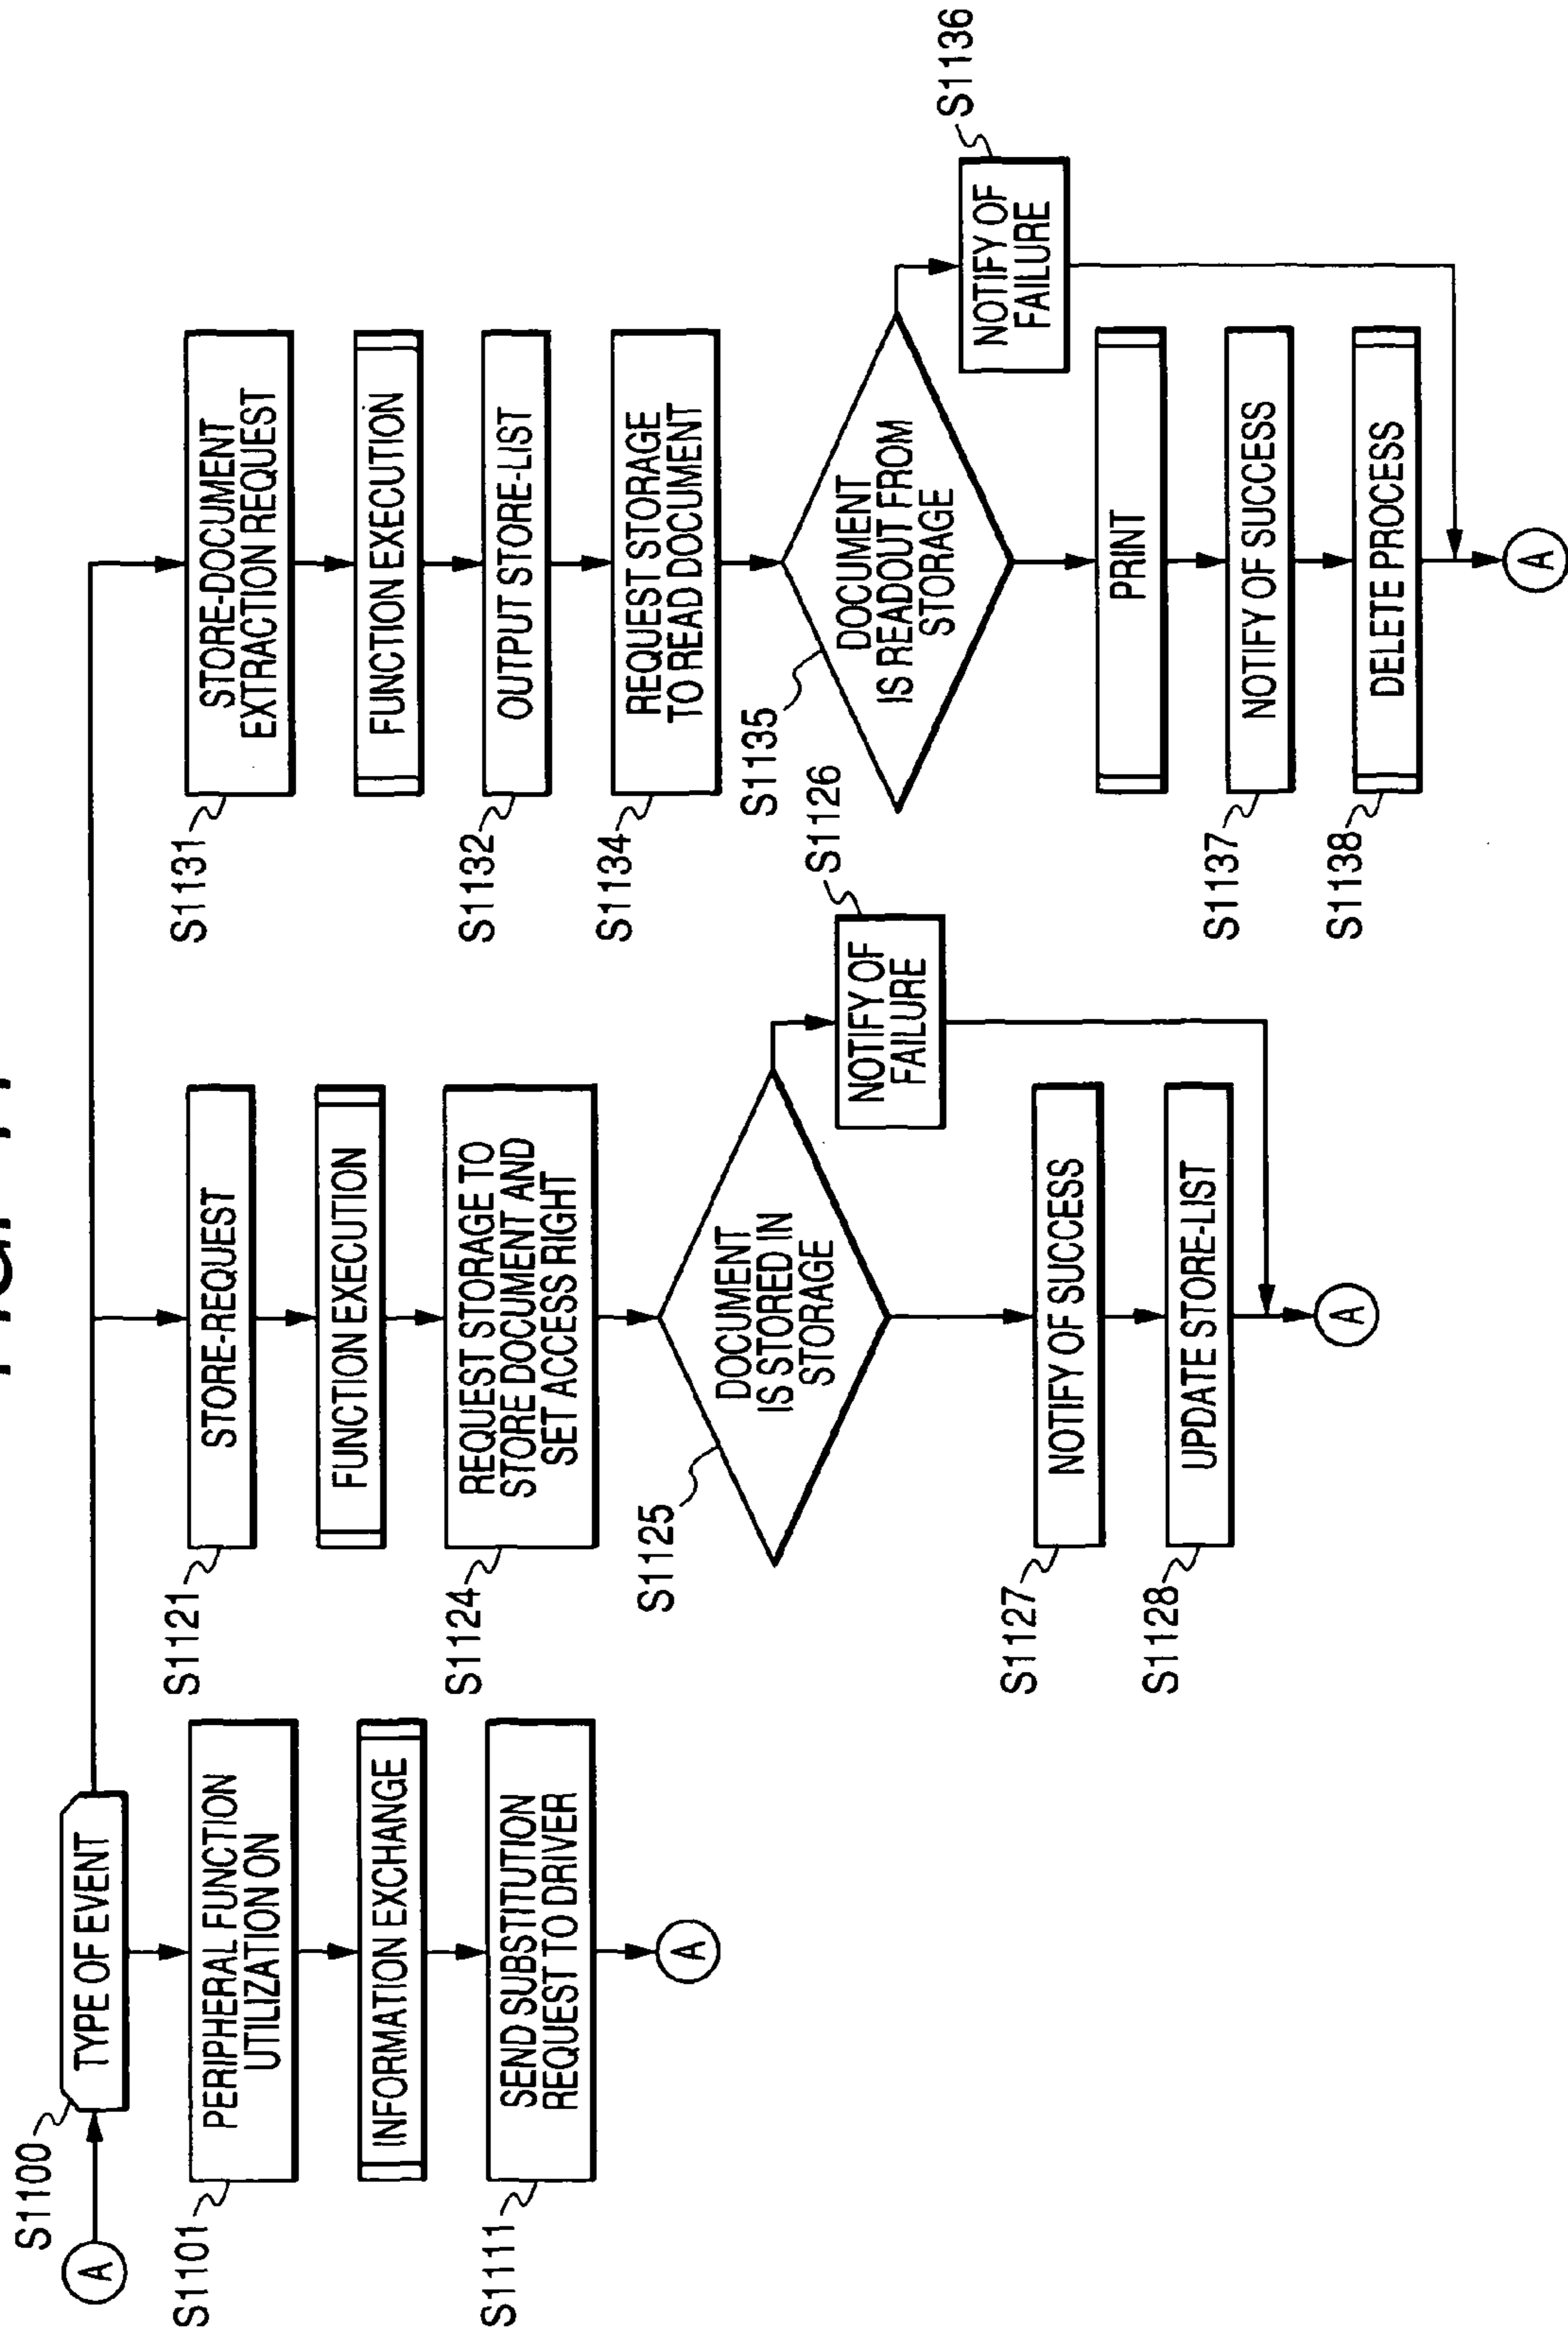 S1100
A
TYPE OF EVENT
S1101
PERIPHERAL FUNCTION
UTILIZATION ON
INFORMATION EXCHANGE
S1111
SEND SUBSTITUTION
REQUEST TO DRIVER
A
S1121
STORE-REQUEST
FUNCTION EXECUTION
S1124
REQUEST STORAGE TO
STORE DOCUMENT AND
SET ACCESS RIGHT
S1125
DOCUMENT
IS STORED IN
STORAGE
S1126
NOTIFY OF
FAILURE
S1127
NOTIFY OF SUCCESS
S1128
UPDATE STORE-LIST
A
S1131
STORE-DOCUMENT
EXTRACTION REQUEST
FUNCTION EXECUTION
S1132
OUTPUT STORE-LIST
S1134
REQUEST STORAGE
TO READ DOCUMENT
S1135
DOCUMENT
IS READOUT FROM
STORAGE
S1136
NOTIFY OF
FAILURE
PRINT
S1137
NOTIFY OF SUCCESS
S1138
DELETE PROCESS
A